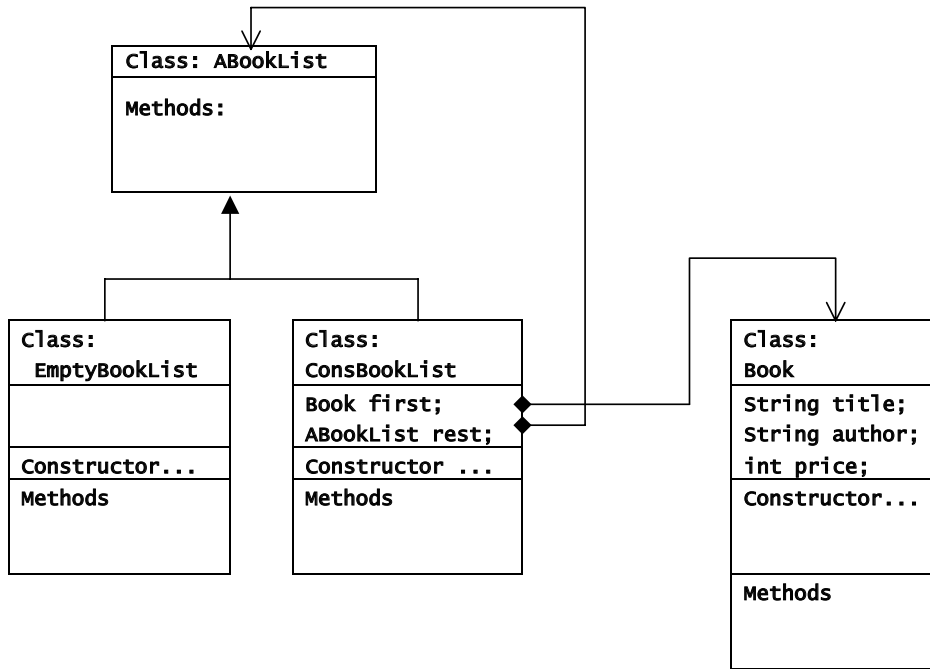 Class: ABookList
Methods:
Class:
EmptyBookList
Constructor...
Methods
Class:
ConsBookList
Book first;
ABookList rest;
Constructor ...
Methods
Class:
Book
String title;
String author;
int price;
Constructor...
Methods